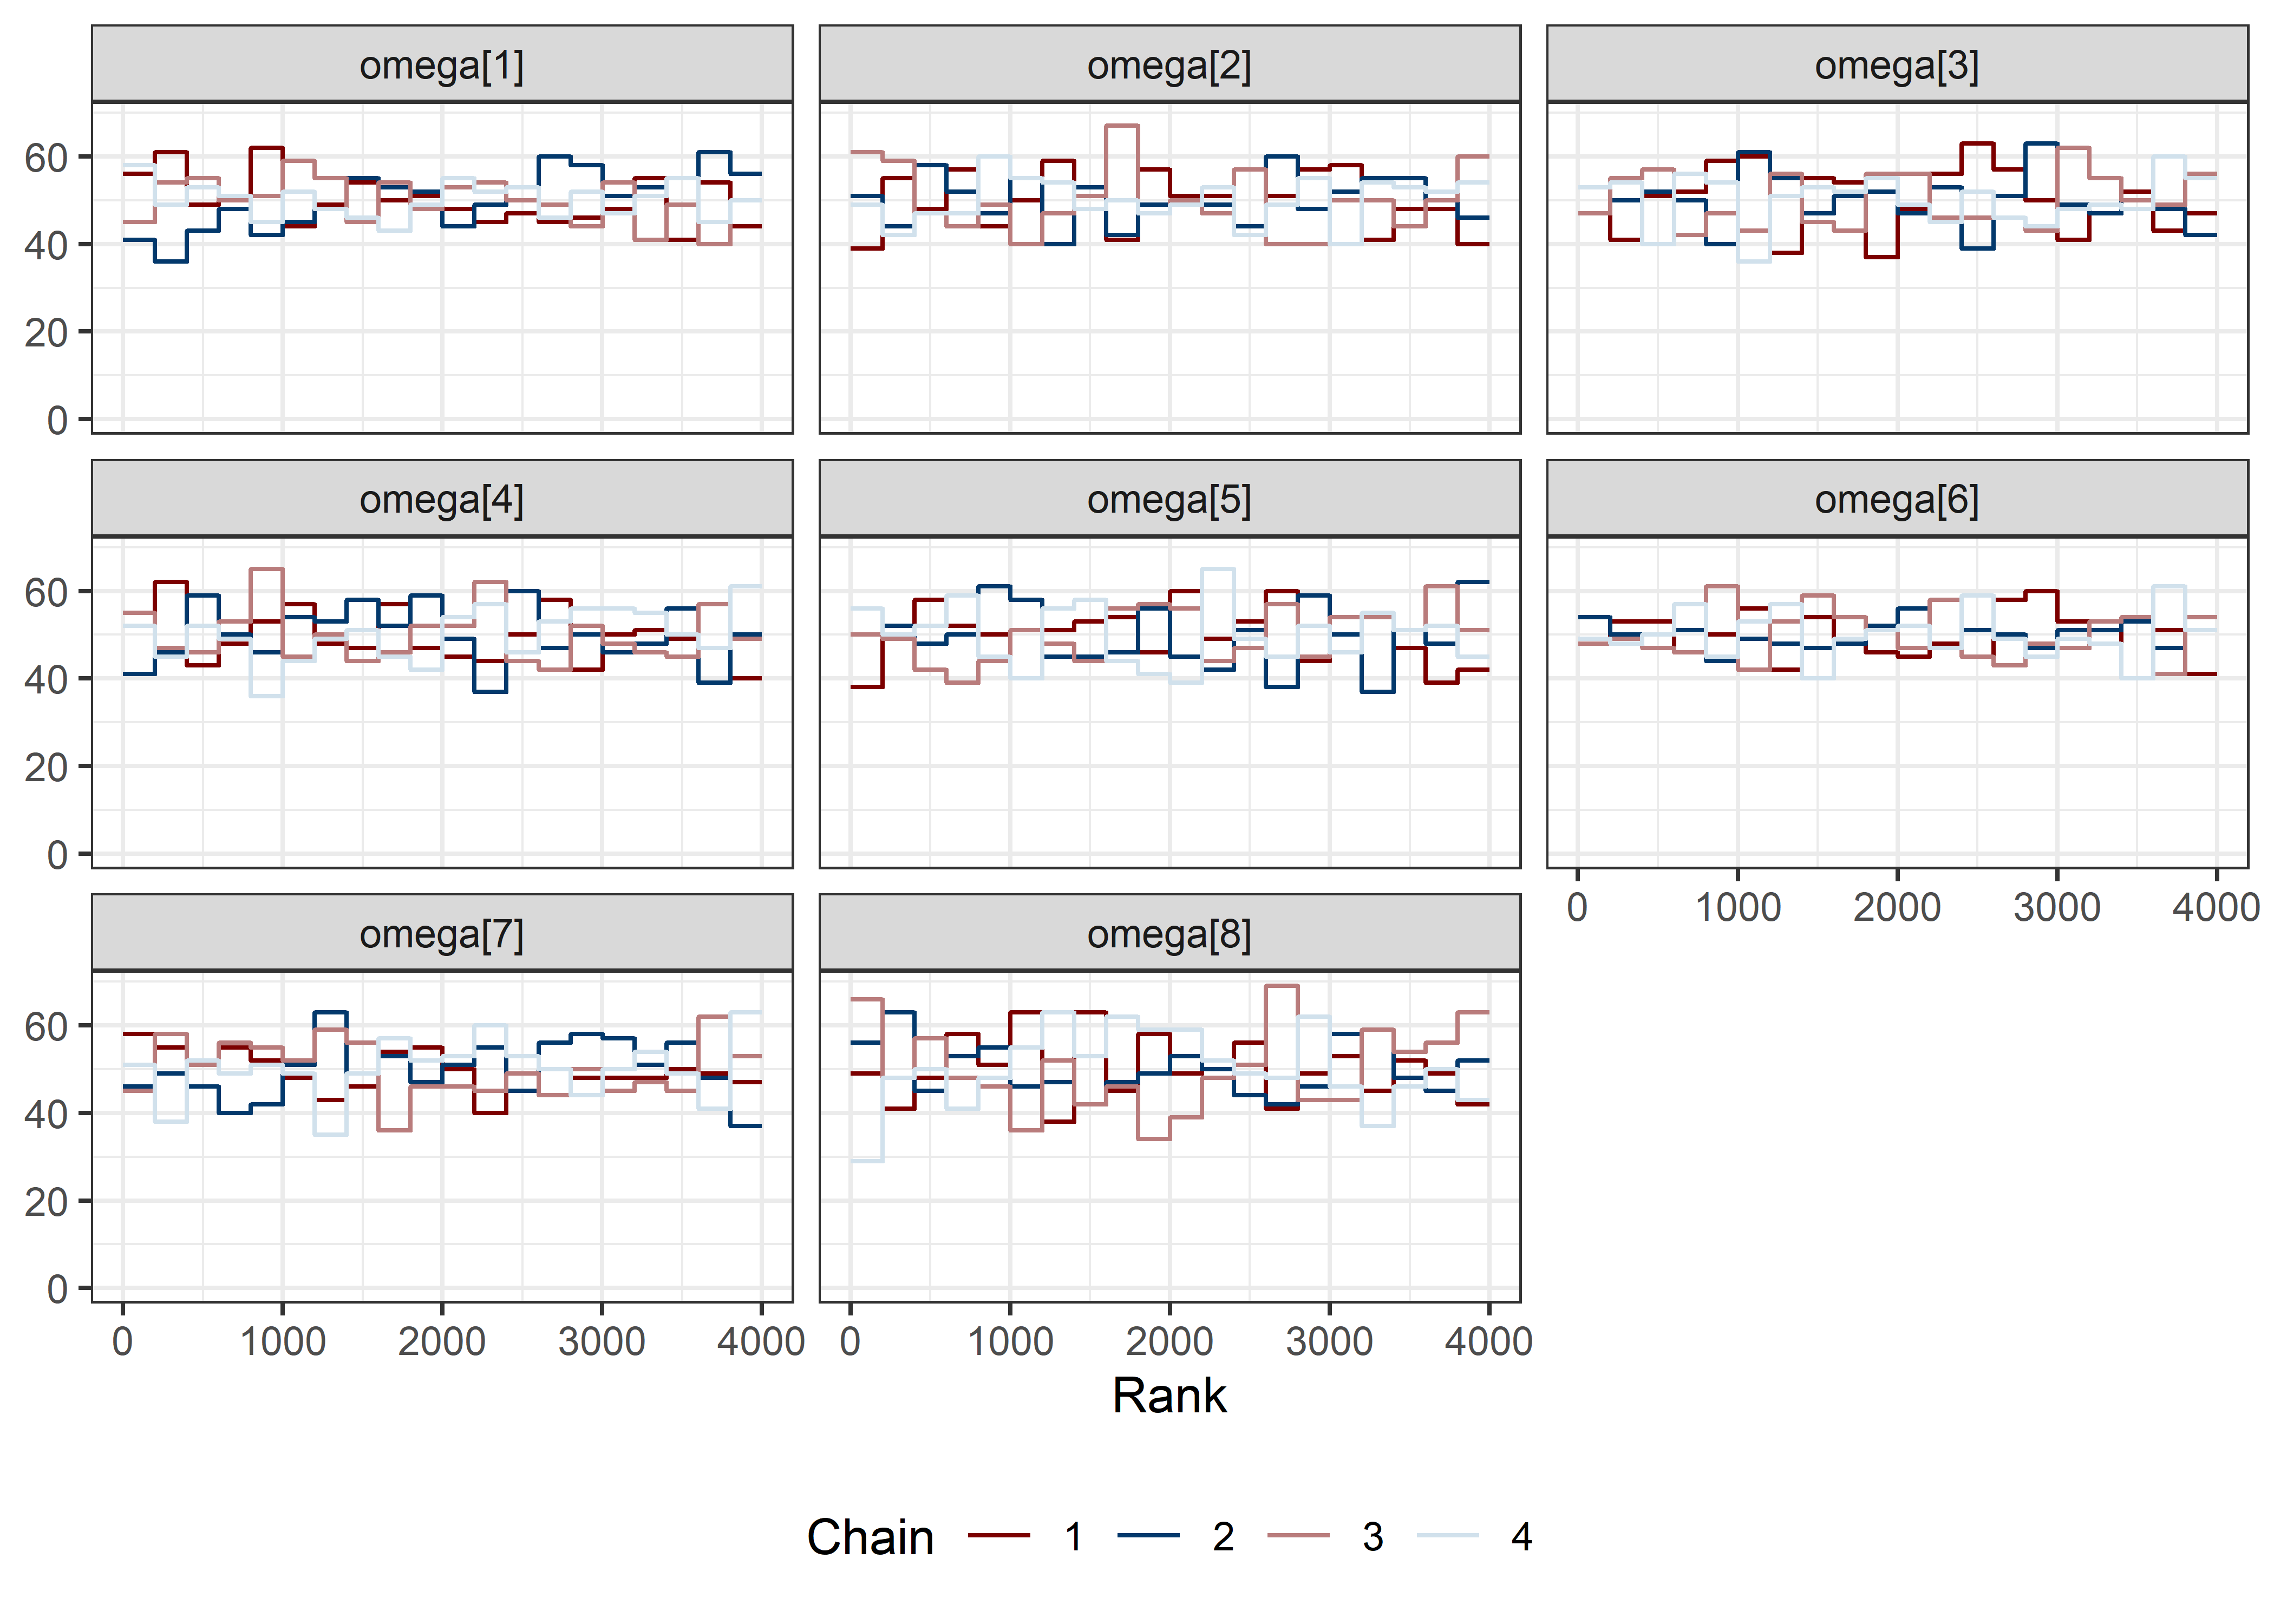 omega[1] omega[2] omega[3]
60
40
20
0
omega[4] omega[5] omega[6]
60
40
20
0
0 1000 2000 3000 4000
omega[7] omega[8]
60
40
20
0
0 1000 2000 3000 4000 0 1000 2000 3000 4000
Rank
Chain 1 2 3 4